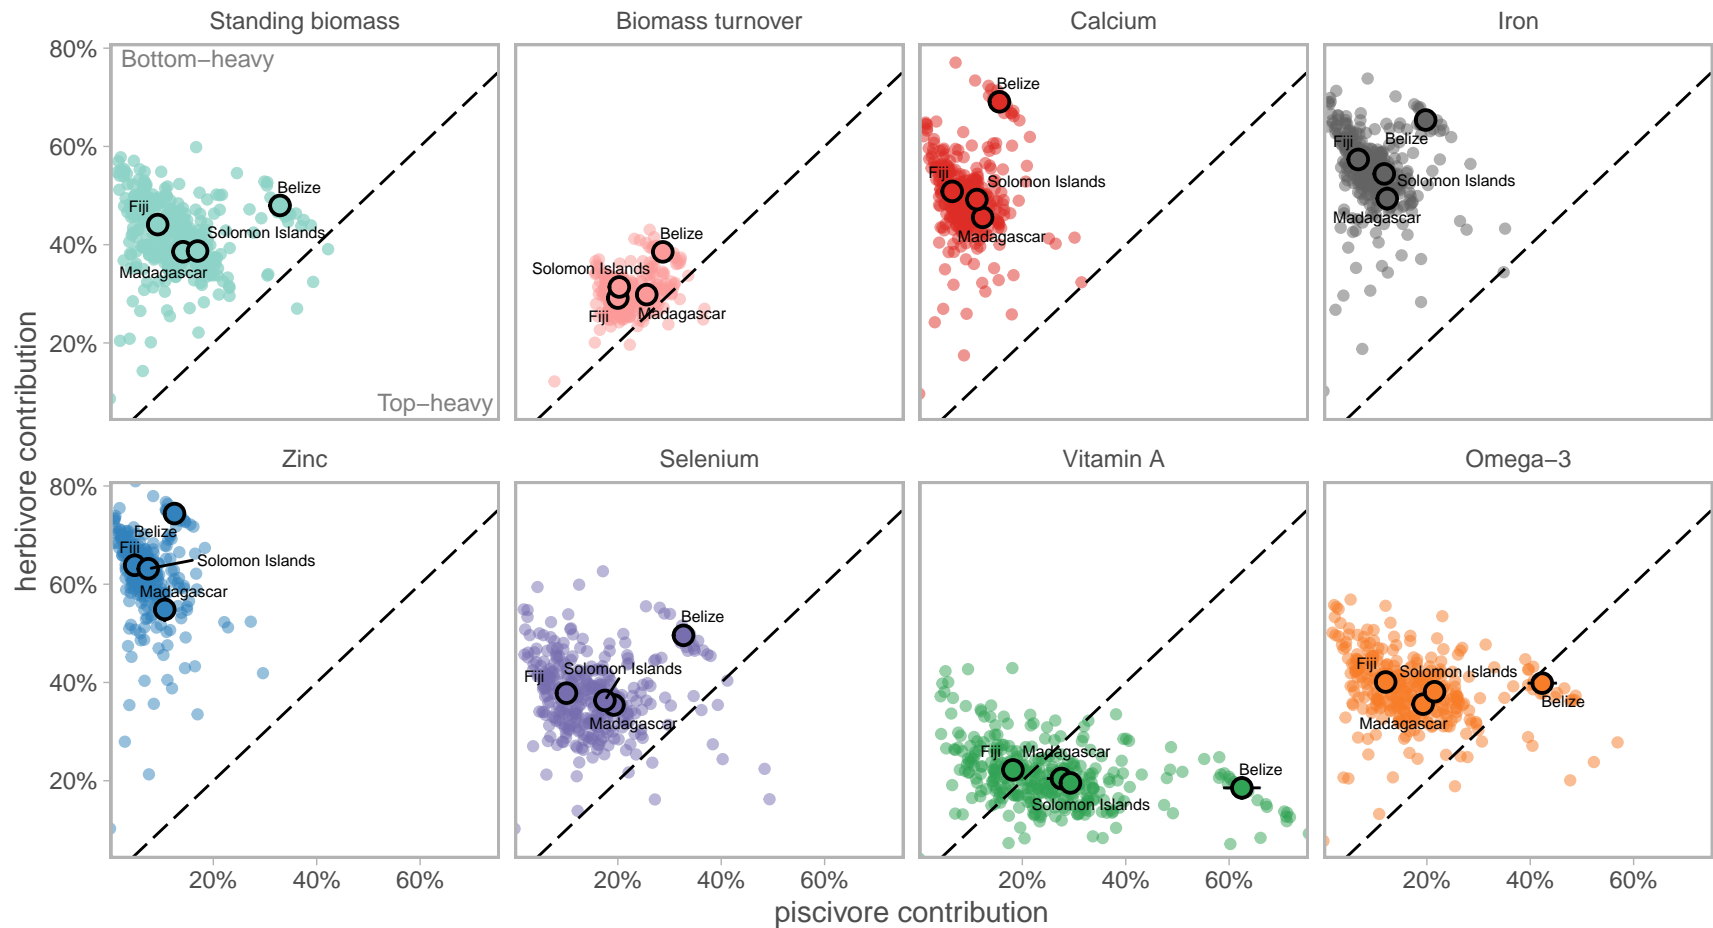 Standing biomass
Biomass turnover
Calcium
Iron
80%
60%
40%
20%
Bottom−heavy
Top−heavy
Belize
Fiji
Solomon Islands
Madagascar
Belize
Solomon Islands
Fiji
Madagascar
Belize
Fiji
Solomon Islands
Madagascar
Belize
Fiji
Solomon Islands
Madagascar
herbivore contribution
Zinc
Selenium
Vitamin A
Omega−3
80%
60%
40%
20%
Belize
Fiji
Solomon Islands
Madagascar
Belize
Solomon Islands
Fiji
Madagascar
Fiji
Madagascar
Belize
Solomon Islands
Fiji
Solomon Islands
Belize
Madagascar
20%
40%
60%
20%
40%
60%
20%
40%
60%
20%
40%
60%
piscivore contribution